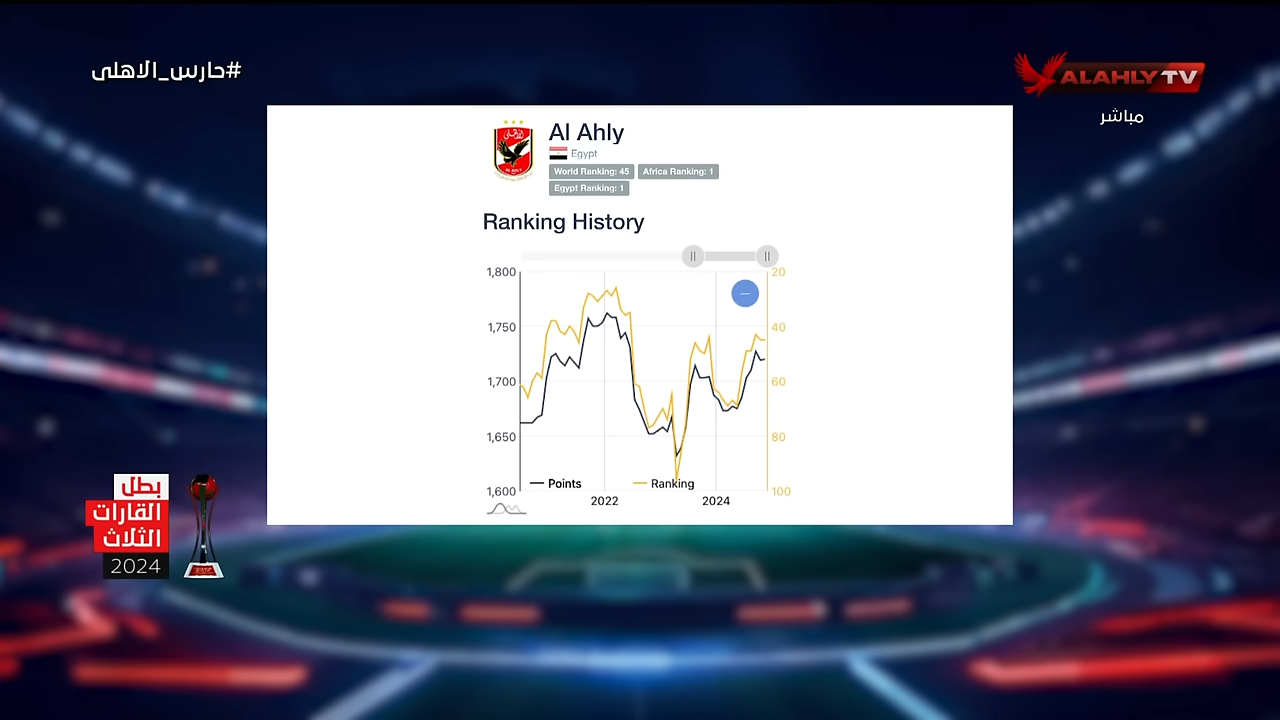 #حارس_الاهلى
ALAHLY TV
مباشر
Al Ahly
Egypt
World Ranking: 45
Africa Ranking: 1
Egypt Ranking: 1
Ranking History
1,800
1,750
1,700
1,650
1,600
20
40
60
80
100
Points
Ranking
2022
2024
بطل
القارات
الثلاث
2024